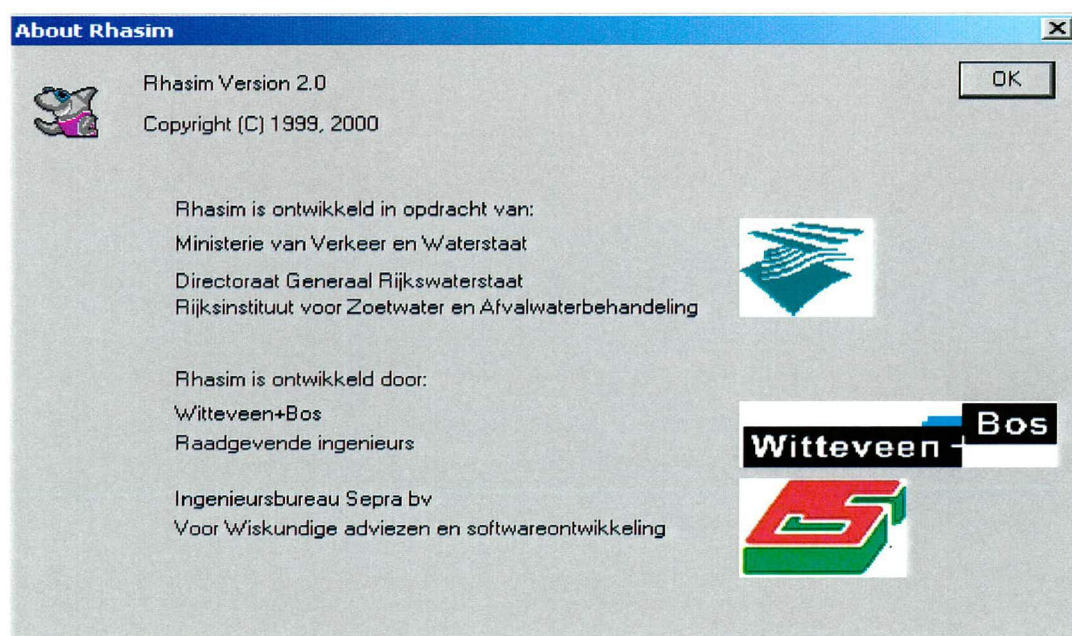 About Rhasim
Rhasim Version 2.0
OK
Copyright (C) 1999, 2000
Rhasim is ontwikkeld in opdracht van:
Ministerie van Verkeer en Waterstaat
Directoraat Generaal Rijkswaterstaat
Rijksinstituut voor Zoetwater en Afvalwaterbehandeling
Rhasim is ontwikkeld door:
Witteveen+Bos
Raadgevende ingenieurs
Witteveen + Bos
Ingenieursbureau Sepra bv
Voor Wiskundige adviezen en softwareontwikkeling